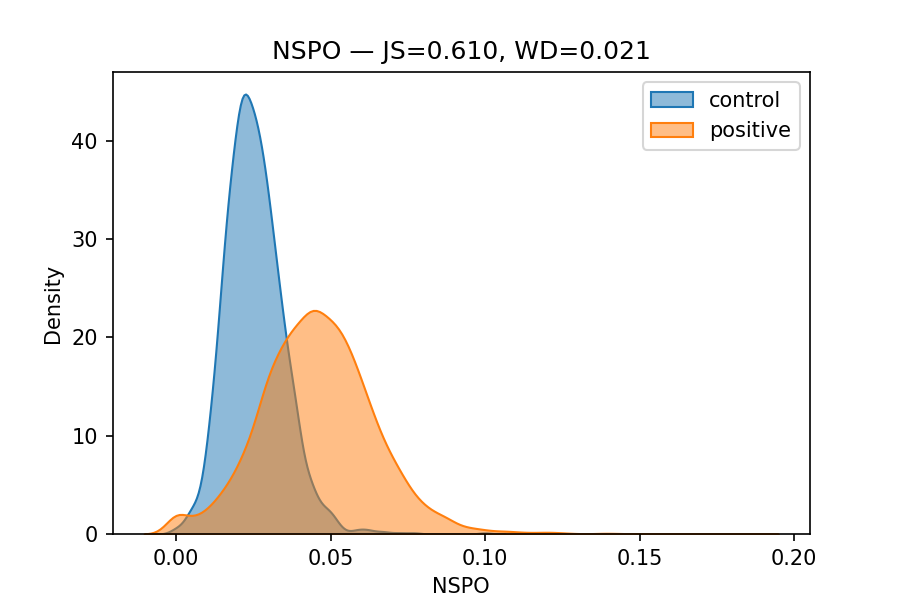 NSPO — JS=0.610, WD=0.021
control
positive
Density
40
30
20
10
0
0.00 0.05 0.10 0.15 0.20
NSPO